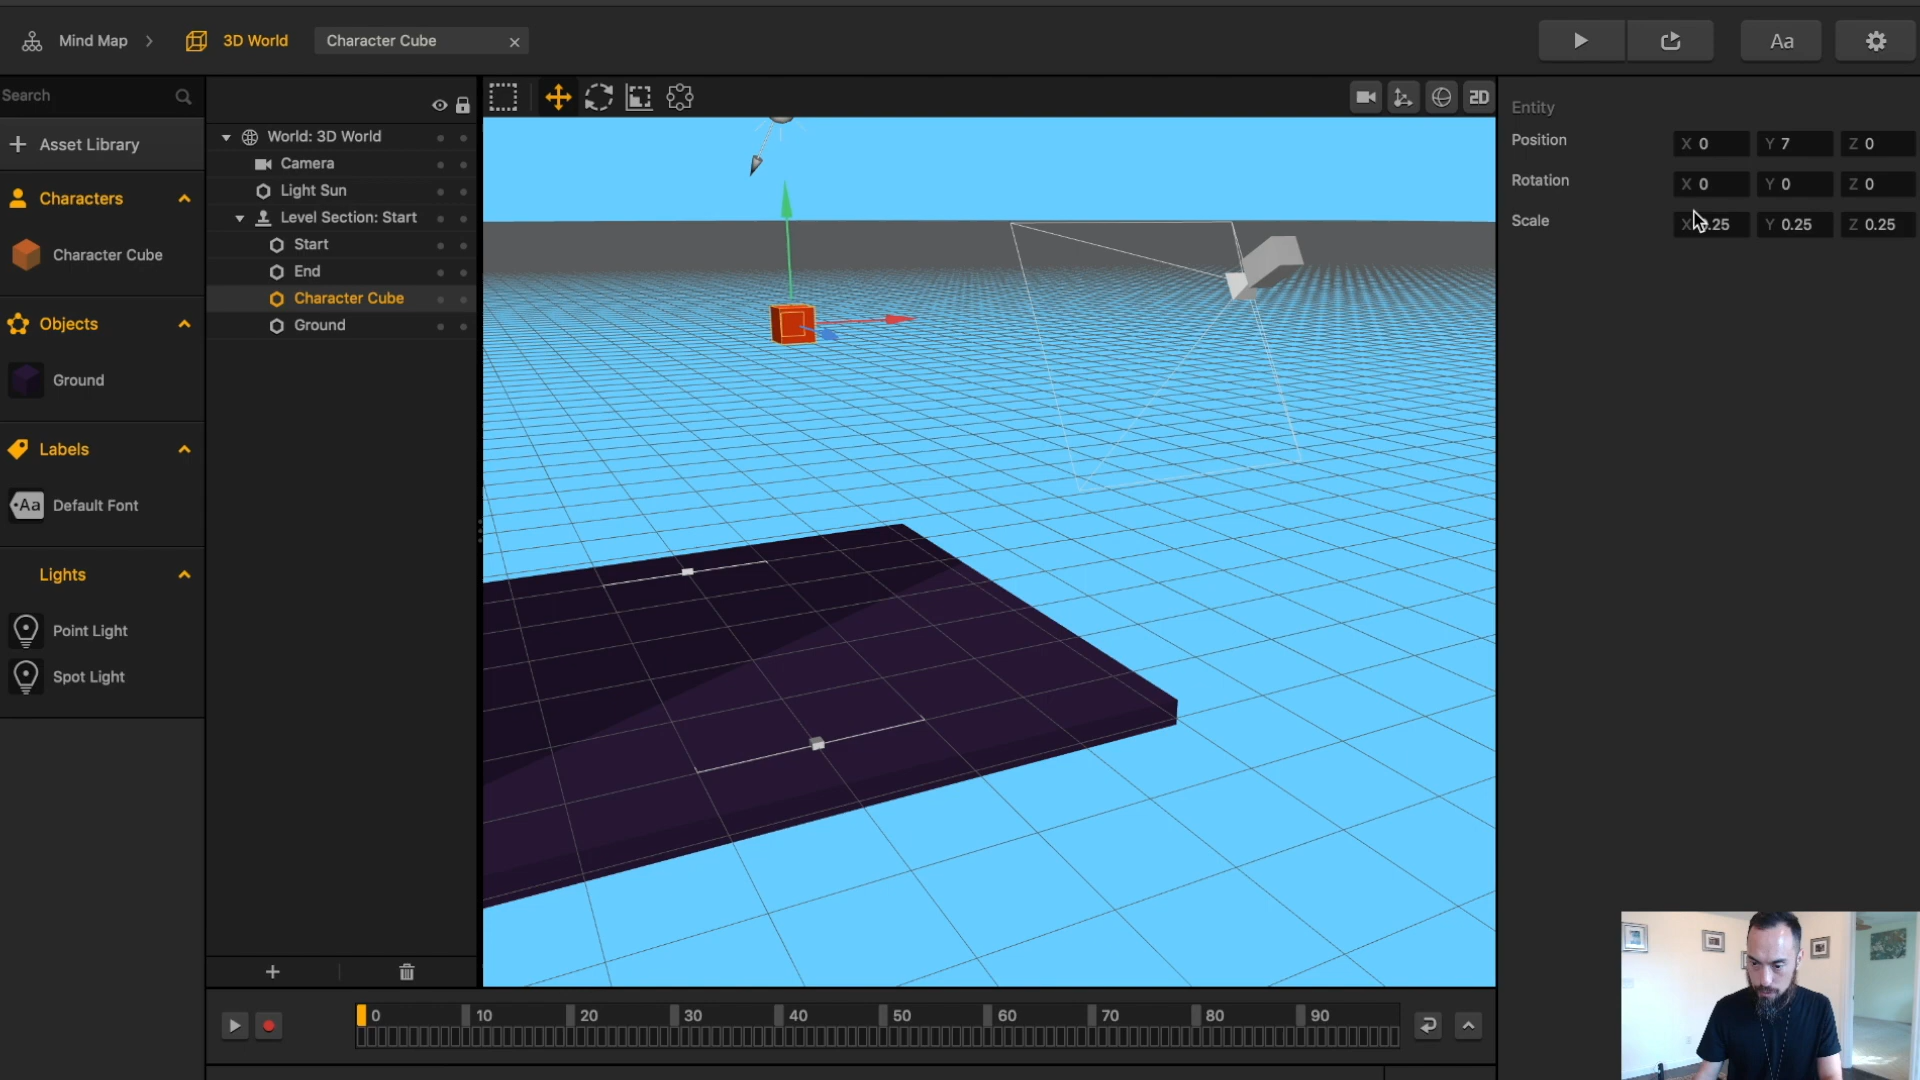 Mind Map
3D World
Character Cube
Aa
Search
Asset Library
Characters
Character Cube
Objects
Ground
Labels
Aa Default Font
Lights
Point Light
Spot Light
World: 3D World
Camera
Light Sun
Level Section: Start
Start
End
Character Cube
Ground
2D
Entity
Position X 0 Y 7 Z 0
Rotation X 0 Y 0 Z 0
Scale X .25 Y 0.25 Z 0.25
0 10 20 30 40 50 60 70 80 90